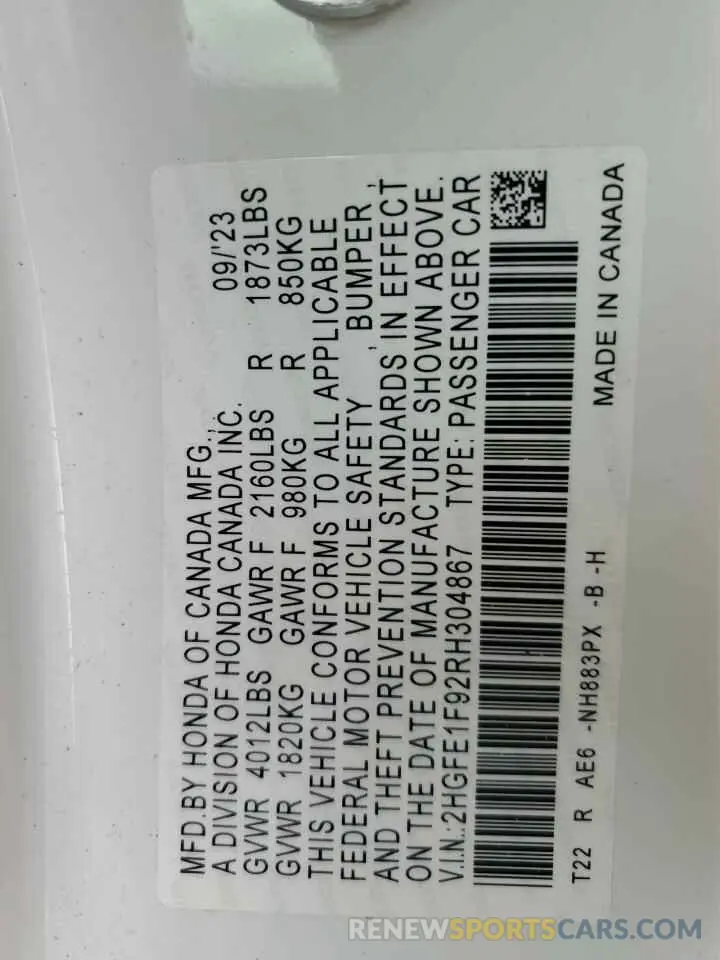 MFD.BY HONDA OF CANADA MFG., 09/'23
A DIVISION OF HONDA CANADA INC.
GVWR 4012LBS GAWR F 2160LBS R 1873LBS
GVWR 1820KG GAWR F 980KG R 850KG
THIS VEHICLE CONFORMS TO ALL APPLICABLE
FEDERAL MOTOR VEHICLE SAFETY , BUMPER ,
AND THEFT PREVENTION STANDARDS IN EFFECT
ON THE DATE OF MANUFACTURE SHOWN ABOVE.
V.I.N.:2HGFE1F92RH304867 TYPE: PASSENGER CAR
T22 R AE6 -NH883PX -B -H MADE IN CANADA
RENEWSPORTSCARS.COM